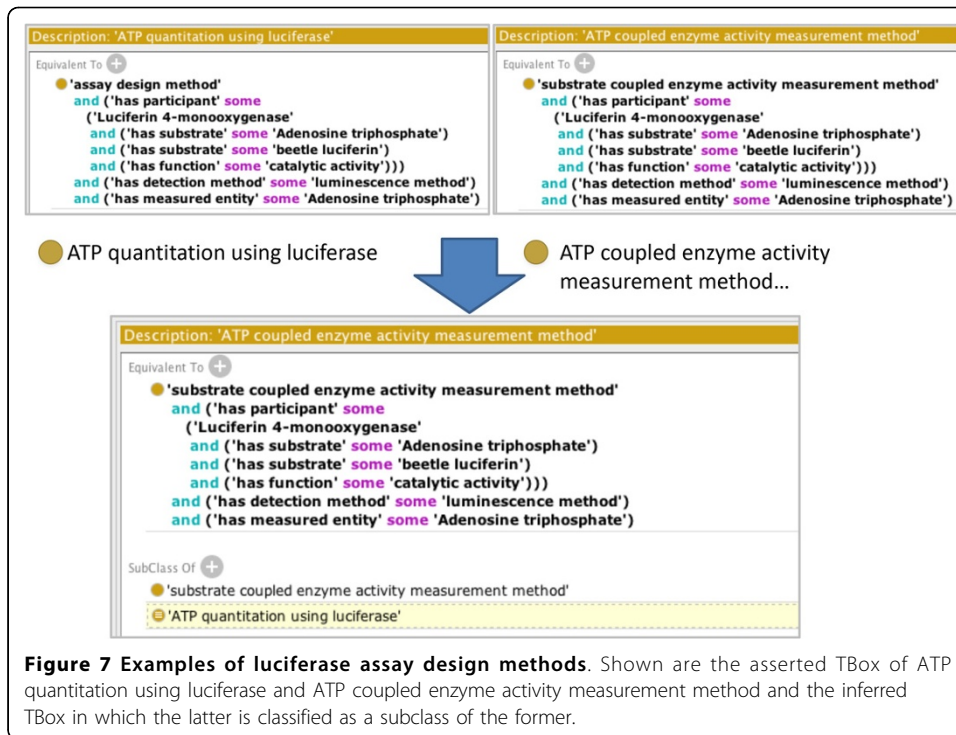 Description: 'ATP quantitation using luciferase'
Equivalent To
'assay design method'
and ('has participant' some
('Luciferin 4-monooxygenase'
and ('has substrate' some 'Adenosine triphosphate')
and ('has substrate' some 'beetle luciferin')
and ('has function' some 'catalytic activity')))
and ('has detection method' some 'luminescence method')
and ('has measured entity' some 'Adenosine triphosphate')
Description: 'ATP coupled enzyme activity measurement method'
Equivalent To
'substrate coupled enzyme activity measurement method'
and ('has participant' some
('Luciferin 4-monooxygenase'
and ('has substrate' some 'Adenosine triphosphate')
and ('has substrate' some 'beetle luciferin')
and ('has function' some 'catalytic activity')))
and ('has detection method' some 'luminescence method')
and ('has measured entity' some 'Adenosine triphosphate')
ATP quantitation using luciferase
ATP coupled enzyme activity
measurement method...
Description: 'ATP coupled enzyme activity measurement method'
Equivalent To
'substrate coupled enzyme activity measurement method'
and ('has participant' some
('Luciferin 4-monooxygenase'
and ('has substrate' some 'Adenosine triphosphate')
and ('has substrate' some 'beetle luciferin')
and ('has function' some 'catalytic activity')))
and ('has detection method' some 'luminescence method')
and ('has measured entity' some 'Adenosine triphosphate')
SubClass Of
'substrate coupled enzyme activity measurement method'
'ATP quantitation using luciferase'
Figure 7 Examples of luciferase assay design methods. Shown are the asserted TBox of ATP
quantitation using luciferase and ATP coupled enzyme activity measurement method and the inferred
TBox in which the latter is classified as a subclass of the former.